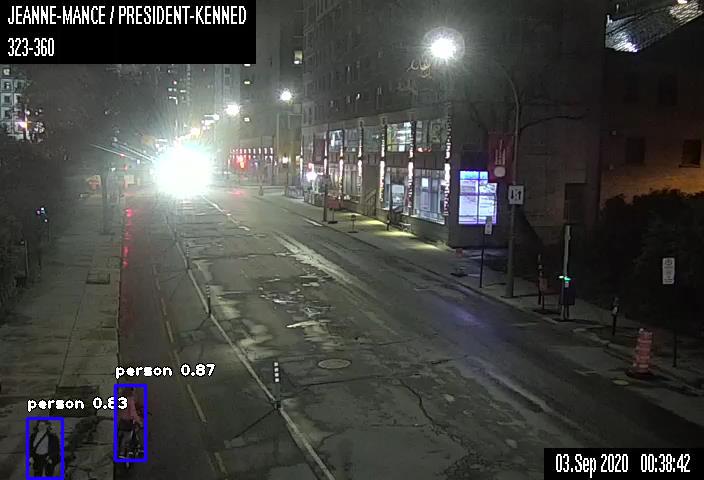 JEANNE-MANCE / PRESIDENT-KENNED
323-360
person 0.87
person 0.83
03.Sep 2020 00:38:42